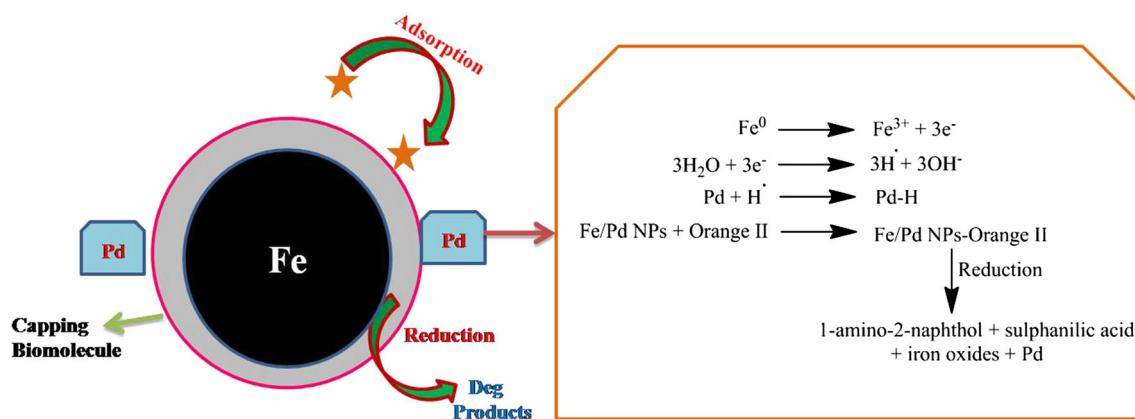 Adsorption
Pd
Fe
Pd
Capping
Biomolecule
Reduction
Deg
Products
Fe⁰ → Fe³⁺ + 3e⁻
3H₂O + 3e⁻ → 3H˙ + 3OH⁻
Pd + H˙ → Pd-H
Fe/Pd NPs + Orange II → Fe/Pd NPs-Orange II
Reduction
1-amino-2-naphthol + sulphanilic acid
+ iron oxides + Pd